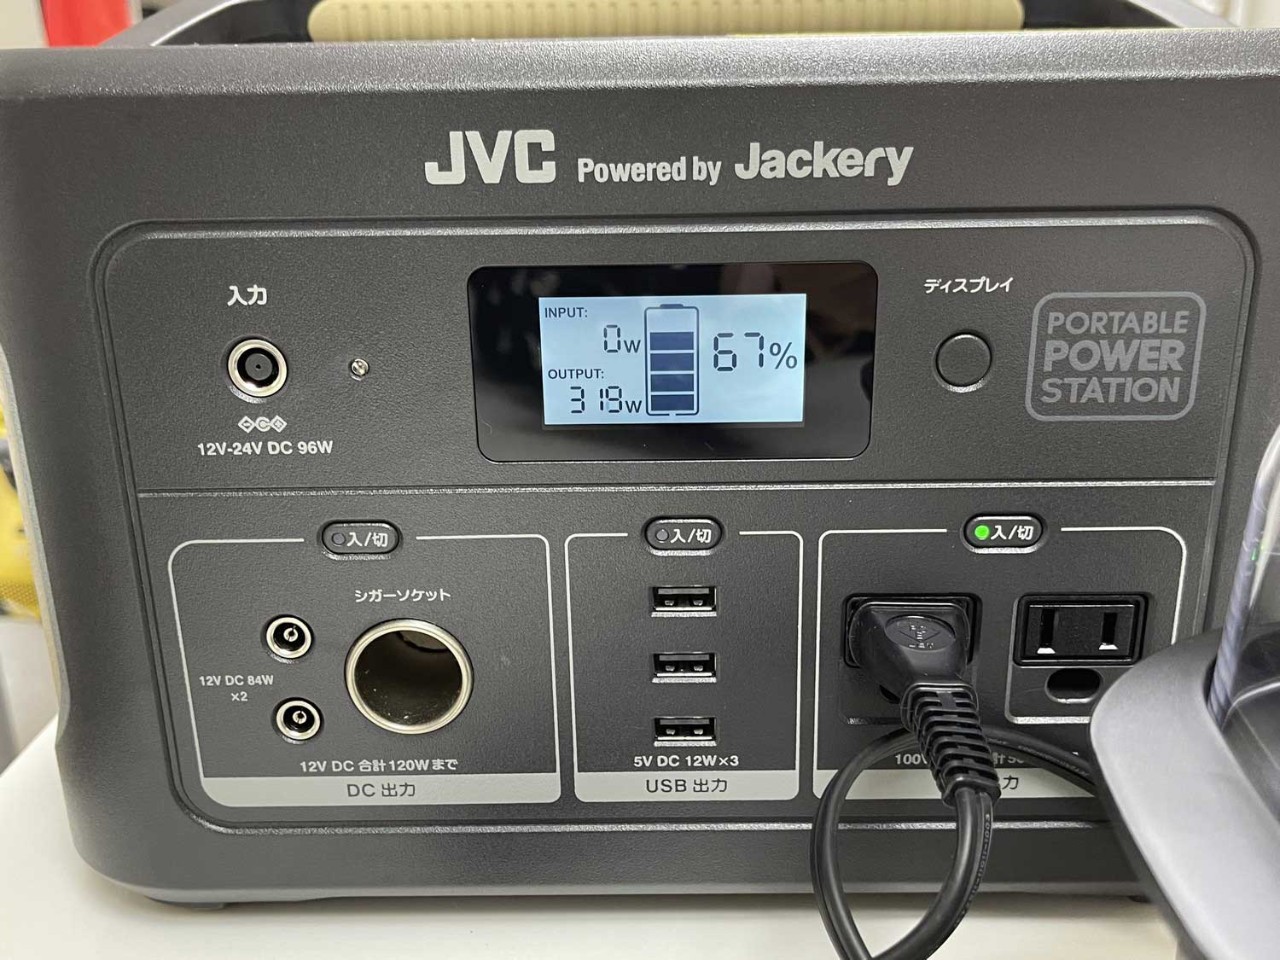 JVC Powered by Jackery
入力
12V-24V DC 96W
INPUT:
0W
OUTPUT:
319W
67%
ディスプレイ
PORTABLE
POWER
STATION
入/切
入/切
入/切
シガーソケット
12V DC 84W
×2
12V DC 合計120Wまで
DC 出力
5V DC 12W×3
USB 出力
100
力